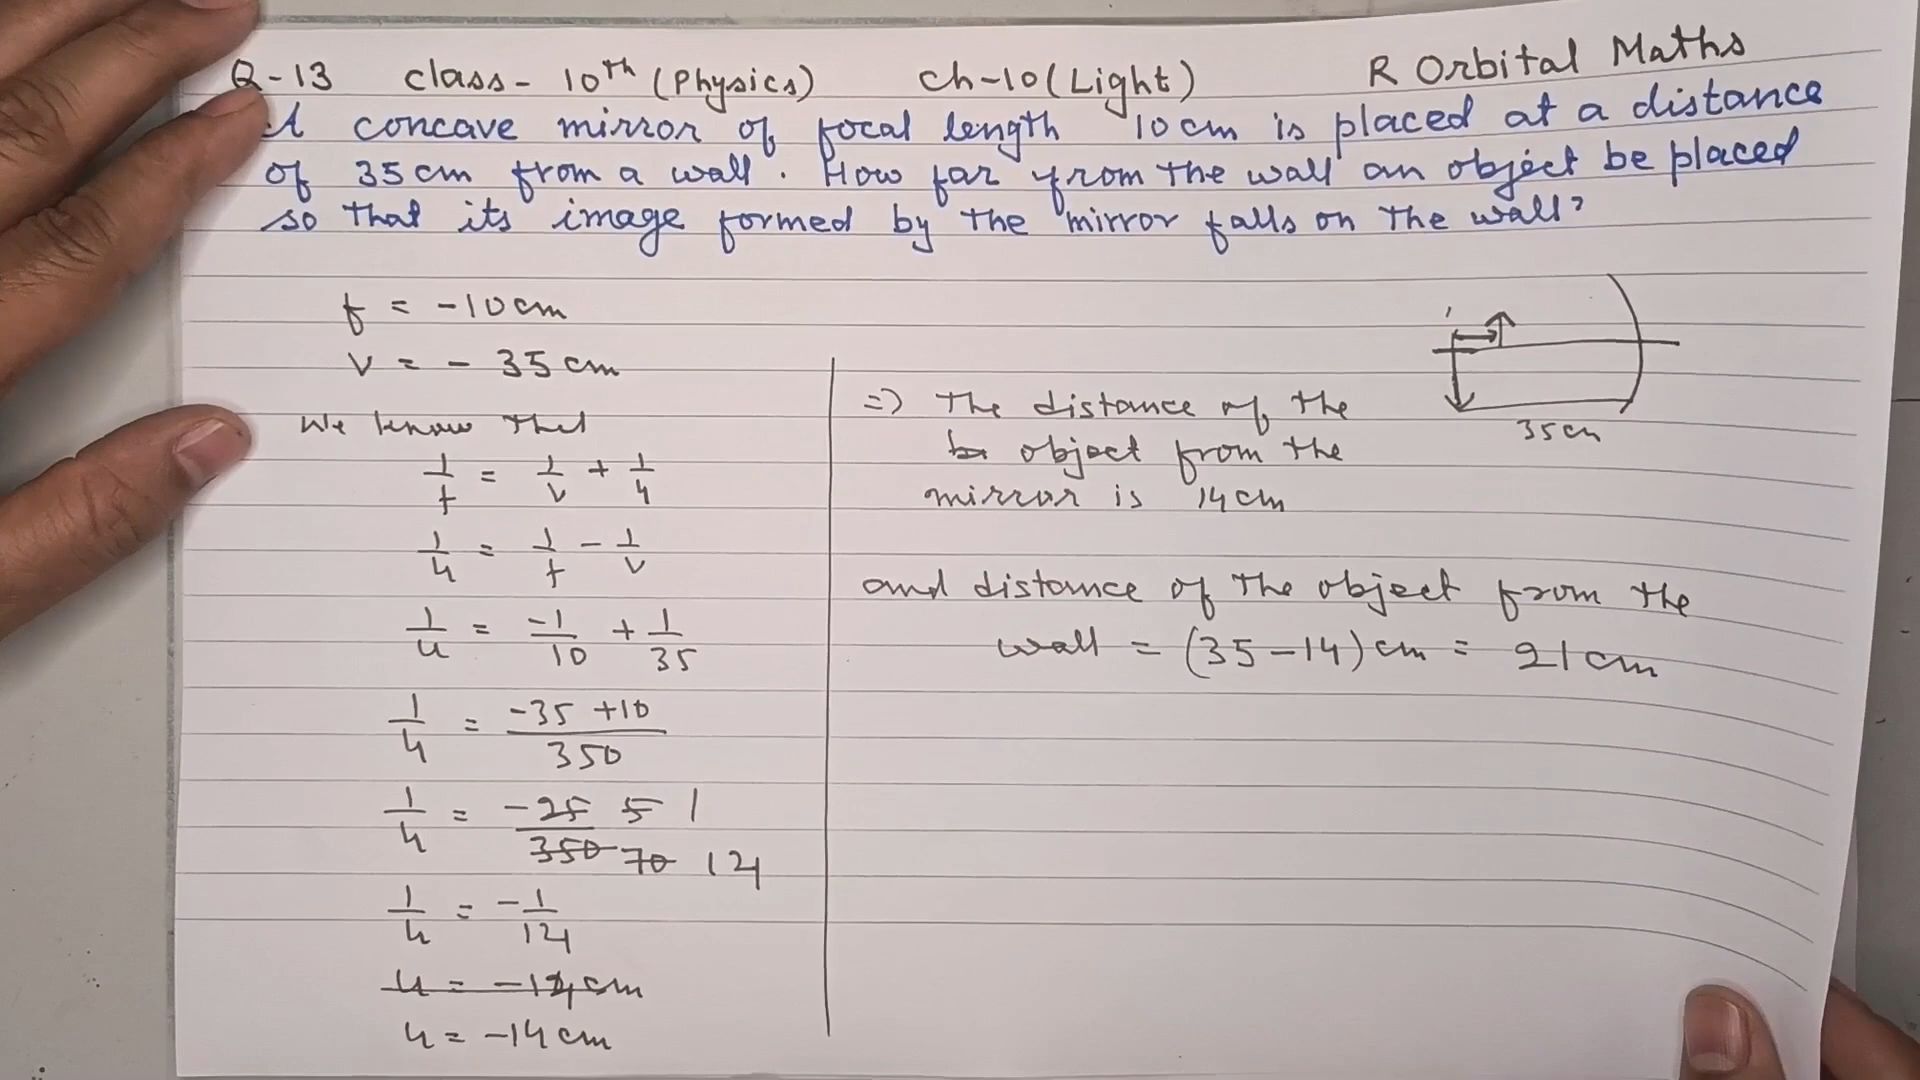 Q-13 class- 10th (Physics) Ch-10 (Light) R Orbital Maths
A concave mirror of focal length 10 cm is placed at a distance
of 35 cm from a wall. How far from the wall an object be placed
so that its image formed by the mirror falls on the wall?
f = -10 cm
v = - 35 cm
We know that
1/f = 1/v + 1/u
1/u = 1/f - 1/v
1/u = -1/10 + 1/35
1/u = -35 +10/350
1/u = -25/350 5/70 1/14
1/u = -1/14
u = -14 cm
u = -14 cm
35 cm
=> The distance of the
object from the
mirror is 14 cm
and distance of the object from the
wall = (35-14) cm = 21 cm